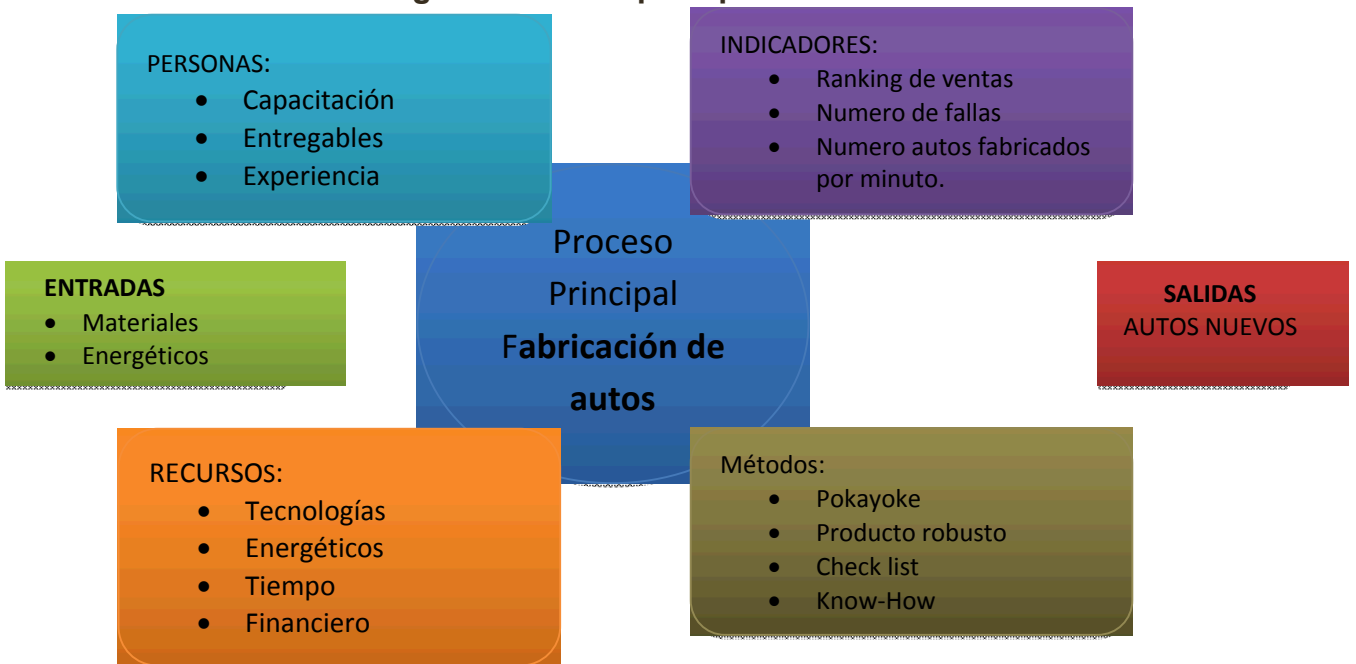 PERSONAS:
• Capacitación
• Entregables
• Experiencia
INDICADORES:
• Ranking de ventas
• Numero de fallas
• Numero autos fabricados
por minuto.
ENTRADAS
• Materiales
• Energéticos
Proceso
Principal
Fabricación de
autos
SALIDAS
AUTOS NUEVOS
RECURSOS:
• Tecnologías
• Energéticos
• Tiempo
• Financiero
Métodos:
• Pokayoke
• Producto robusto
• Check list
• Know-How